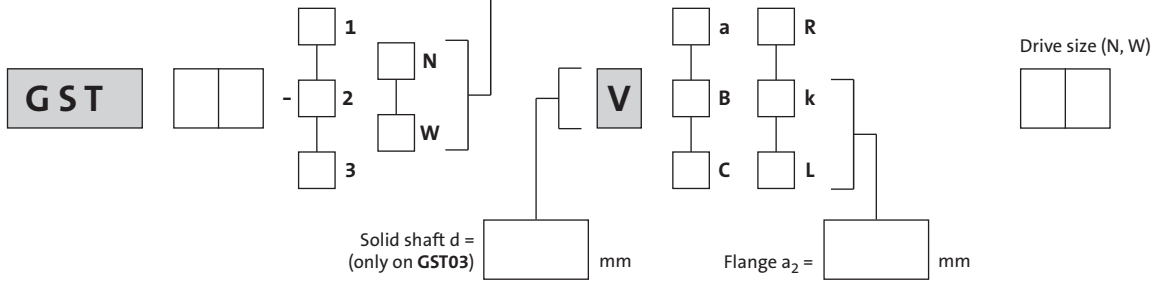 1 a R
Drive size (N, W)
N
GST - 2 V B k
W
3 C L
Solid shaft d =
(only on GST03) mm Flange a₂ = mm